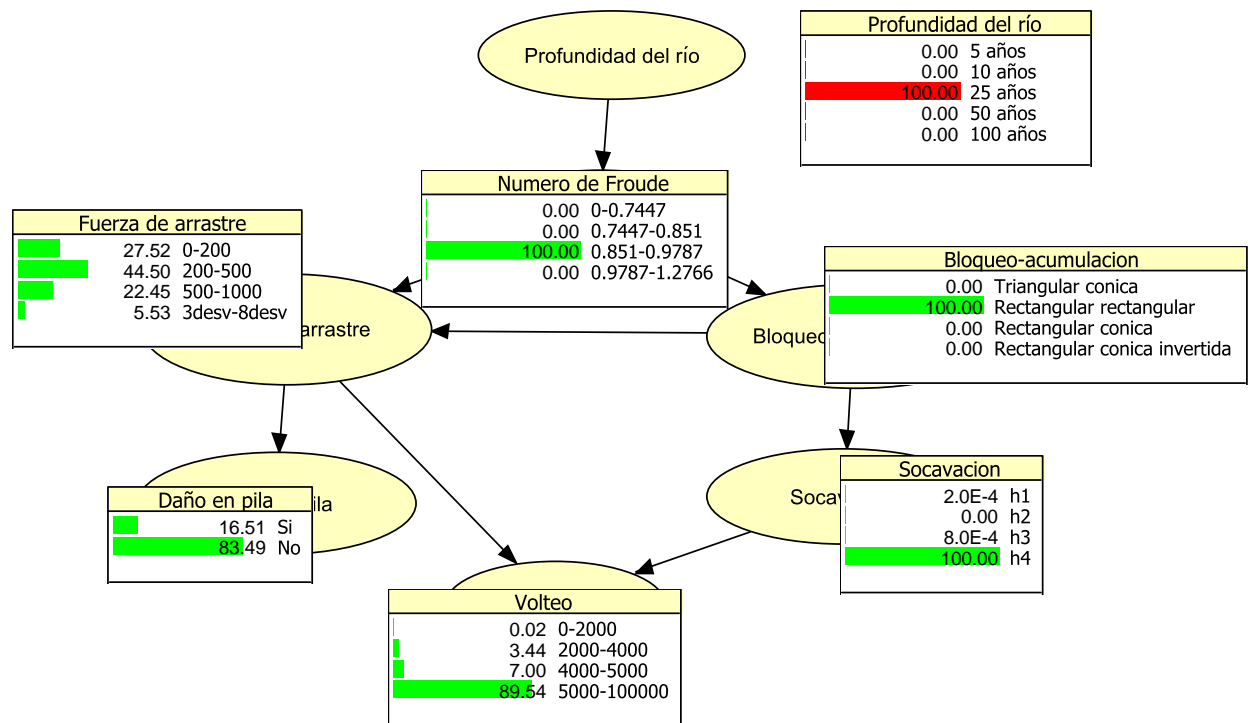 Profundidad del río
Profundidad del río
0.00 5 años
0.00 10 años
100.00 25 años
0.00 50 años
0.00 100 años
Numero de Froude
0.00 0-0.7447
0.00 0.7447-0.851
100.00 0.851-0.9787
0.00 0.9787-1.2766
Fuerza de arrastre
27.52 0-200
44.50 200-500
22.45 500-1000
5.53 3desv-8desv
arrastre
Bloqueo-acumulacion
0.00 Triangular conica
100.00 Rectangular rectangular
0.00 Rectangular conica
0.00 Rectangular conica invertida
Bloqueo
Daño en pila
16.51 Si
83.49 No
ila
Socavacion
2.0E-4 h1
0.00 h2
8.0E-4 h3
100.00 h4
Soca
Volteo
0.02 0-2000
3.44 2000-4000
7.00 4000-5000
89.54 5000-100000